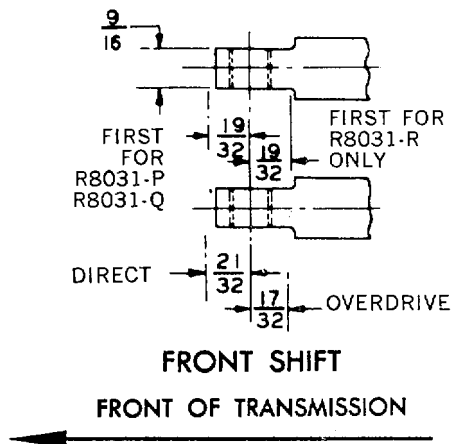 9
16
19
32
FIRST
FOR
R8031-P
R8031-Q
19
32
FIRST FOR
R8031-R
ONLY
DIRECT
21
32
17
32
OVERDRIVE
FRONT SHIFT
FRONT OF TRANSMISSION